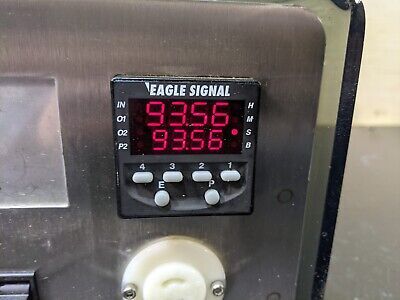 EAGLE SIGNAL
IN 93.56 H
O1 M
O2 93.56 S
P2 B
4 3 2 1
E P